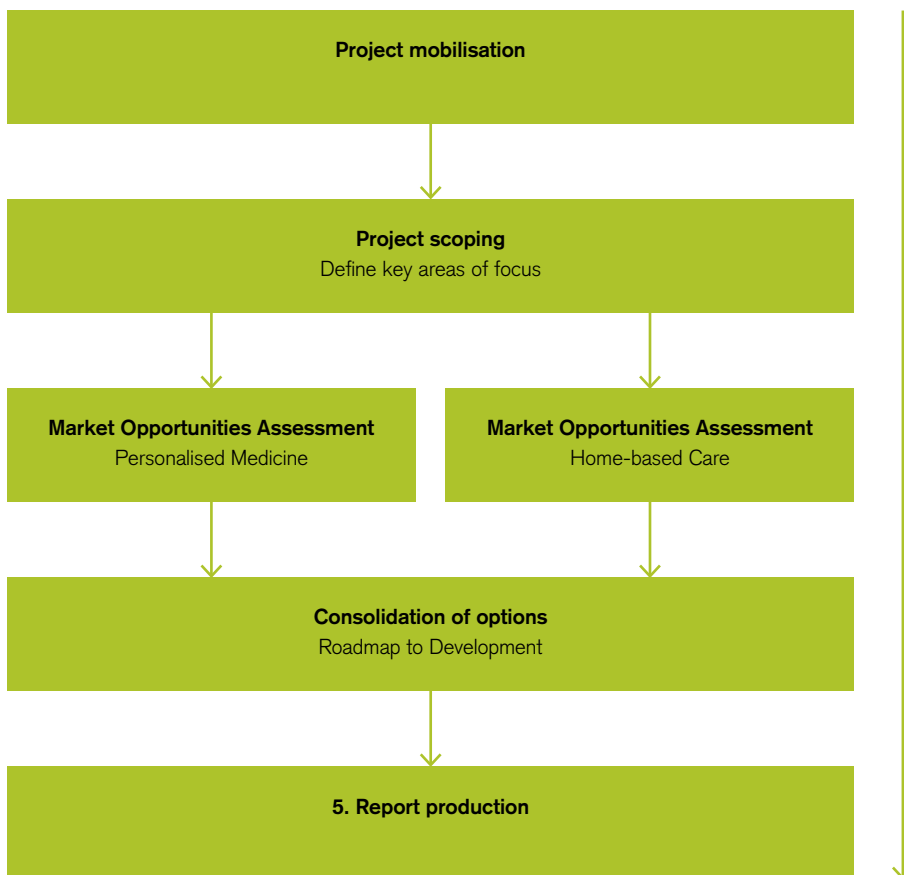 Project mobilisation
Project scoping
Define key areas of focus
Market Opportunities Assessment
Personalised Medicine
Market Opportunities Assessment
Home-based Care
Consolidation of options
Roadmap to Development
5. Report production